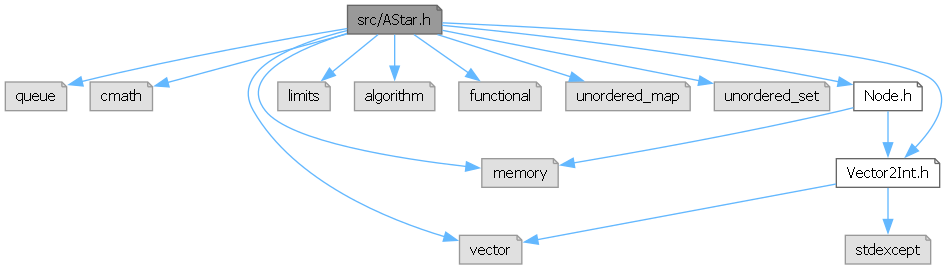 src/AStar.h
queue
cmath
limits
algorithm
functional
unordered_map
unordered_set
Node.h
memory
Vector2Int.h
vector
stdexcept